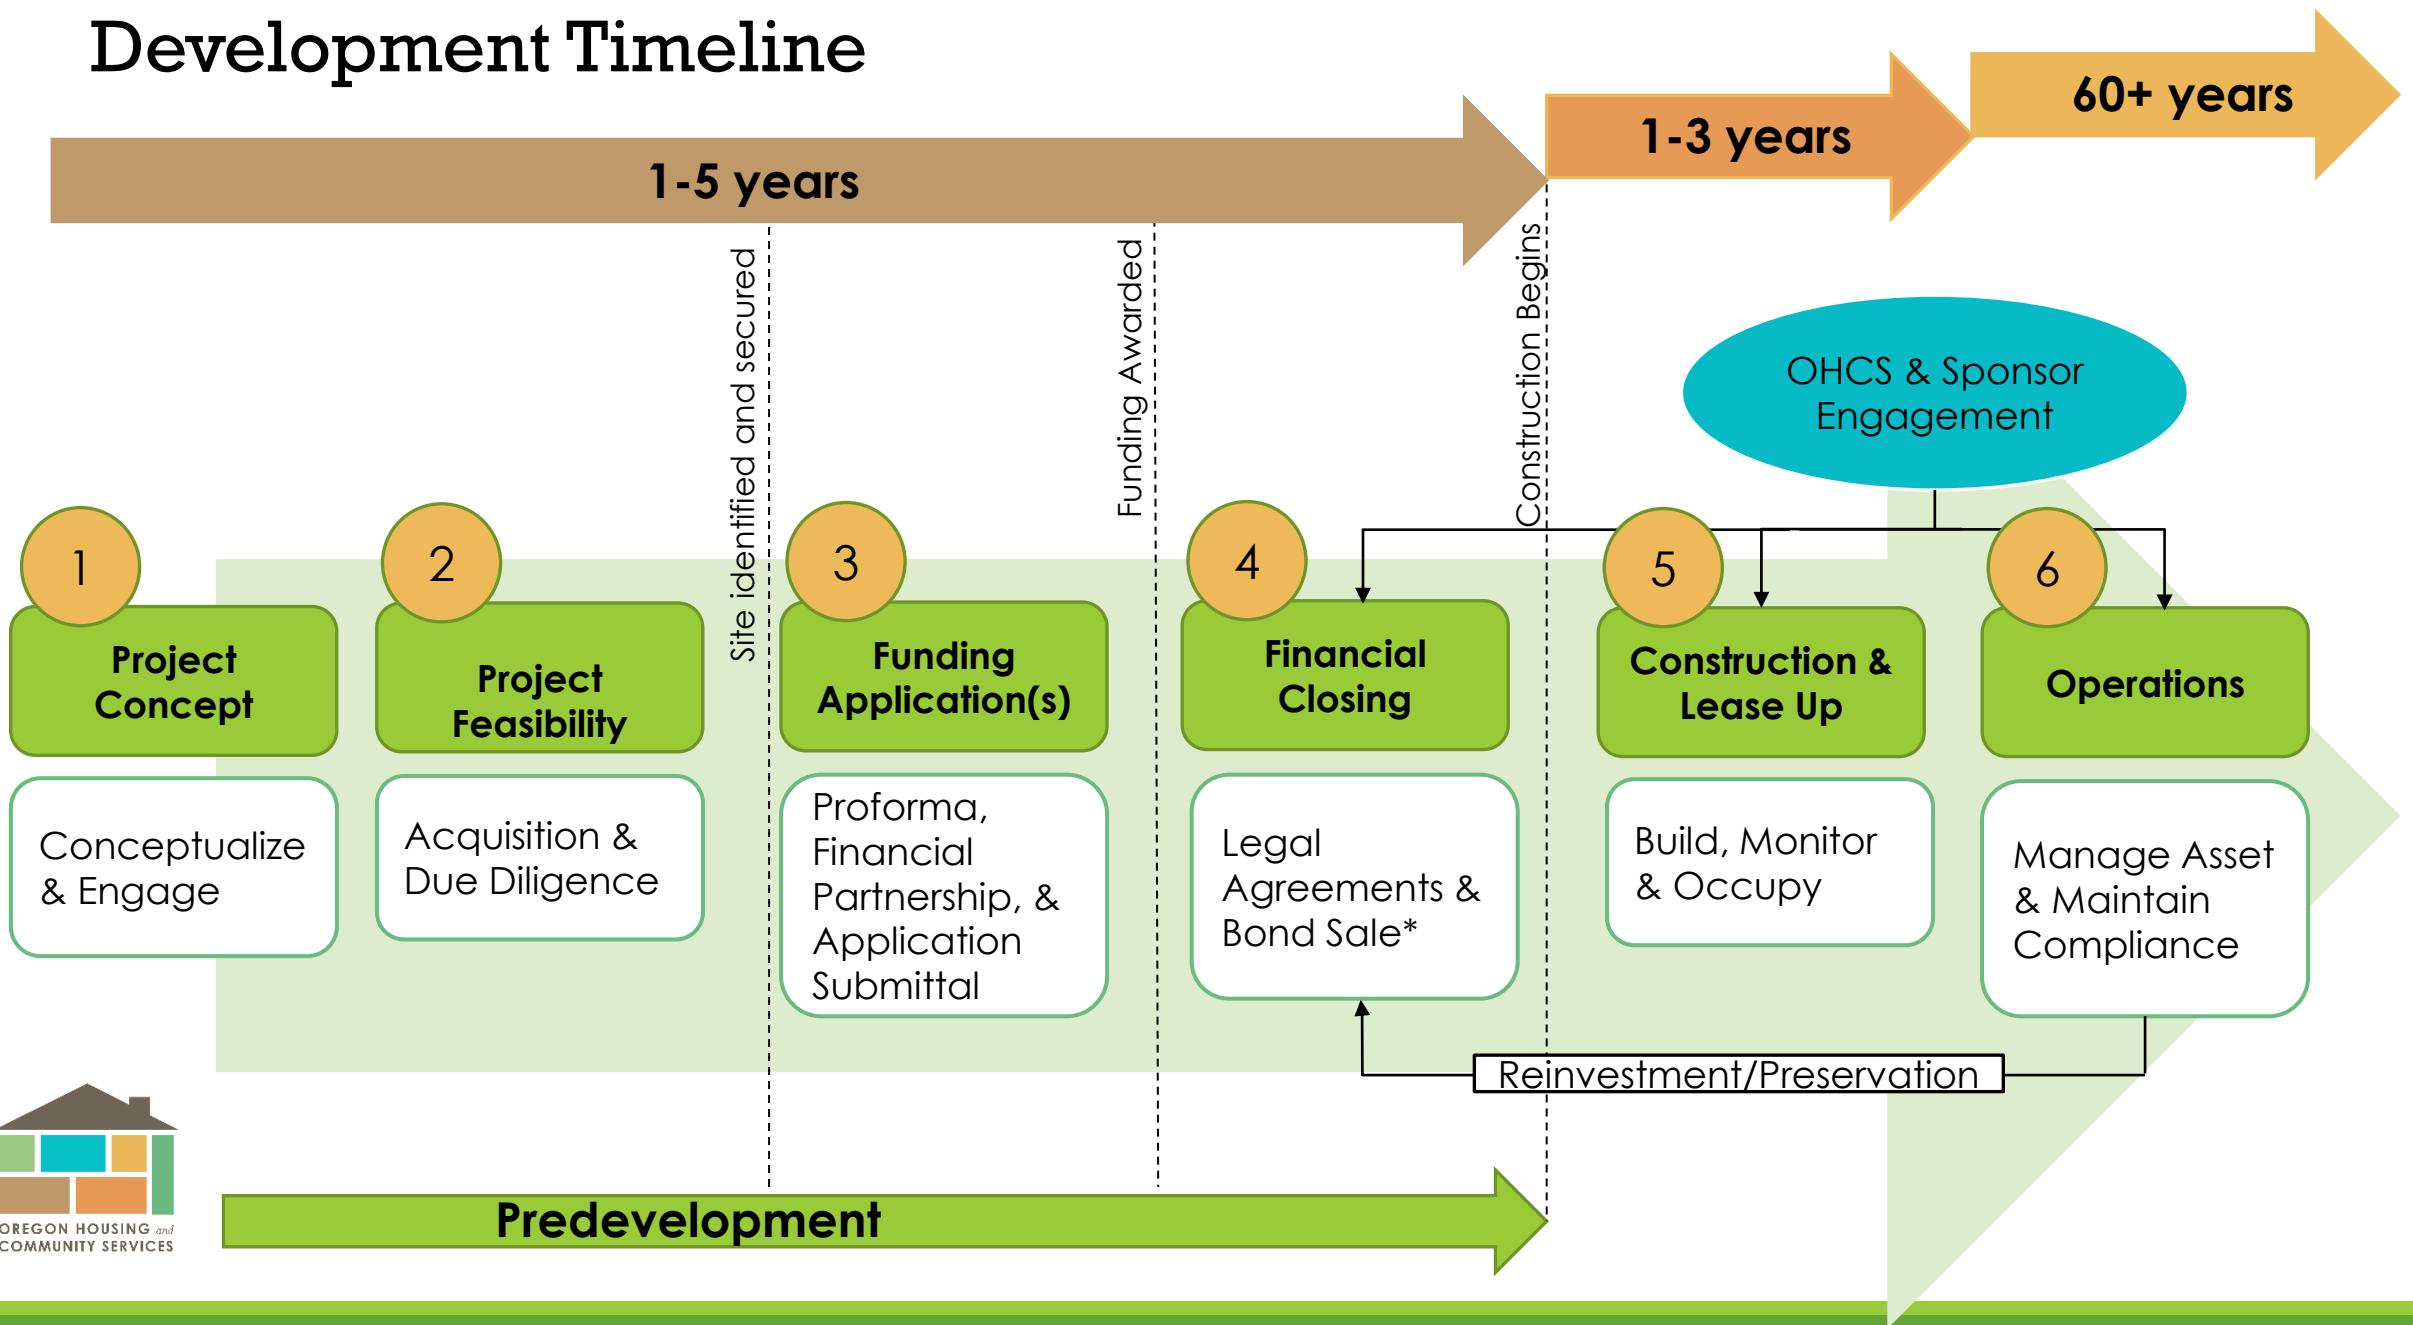 Development Timeline
60+ years
1-3 years
1-5 years
Site identified and secured
Funding Awarded
Construction Begins
OHCS & Sponsor
Engagement
1
Project
Concept
Conceptualize
& Engage
2
Project
Feasibility
Acquisition &
Due Diligence
3
Funding
Application(s)
Proforma,
Financial
Partnership, &
Application
Submittal
4
Financial
Closing
Legal
Agreements &
Bond Sale*
5
Construction &
Lease Up
Build, Monitor
& Occupy
6
Operations
Manage Asset
& Maintain
Compliance
Reinvestment/Preservation
Predevelopment
OREGON HOUSING and
COMMUNITY SERVICES